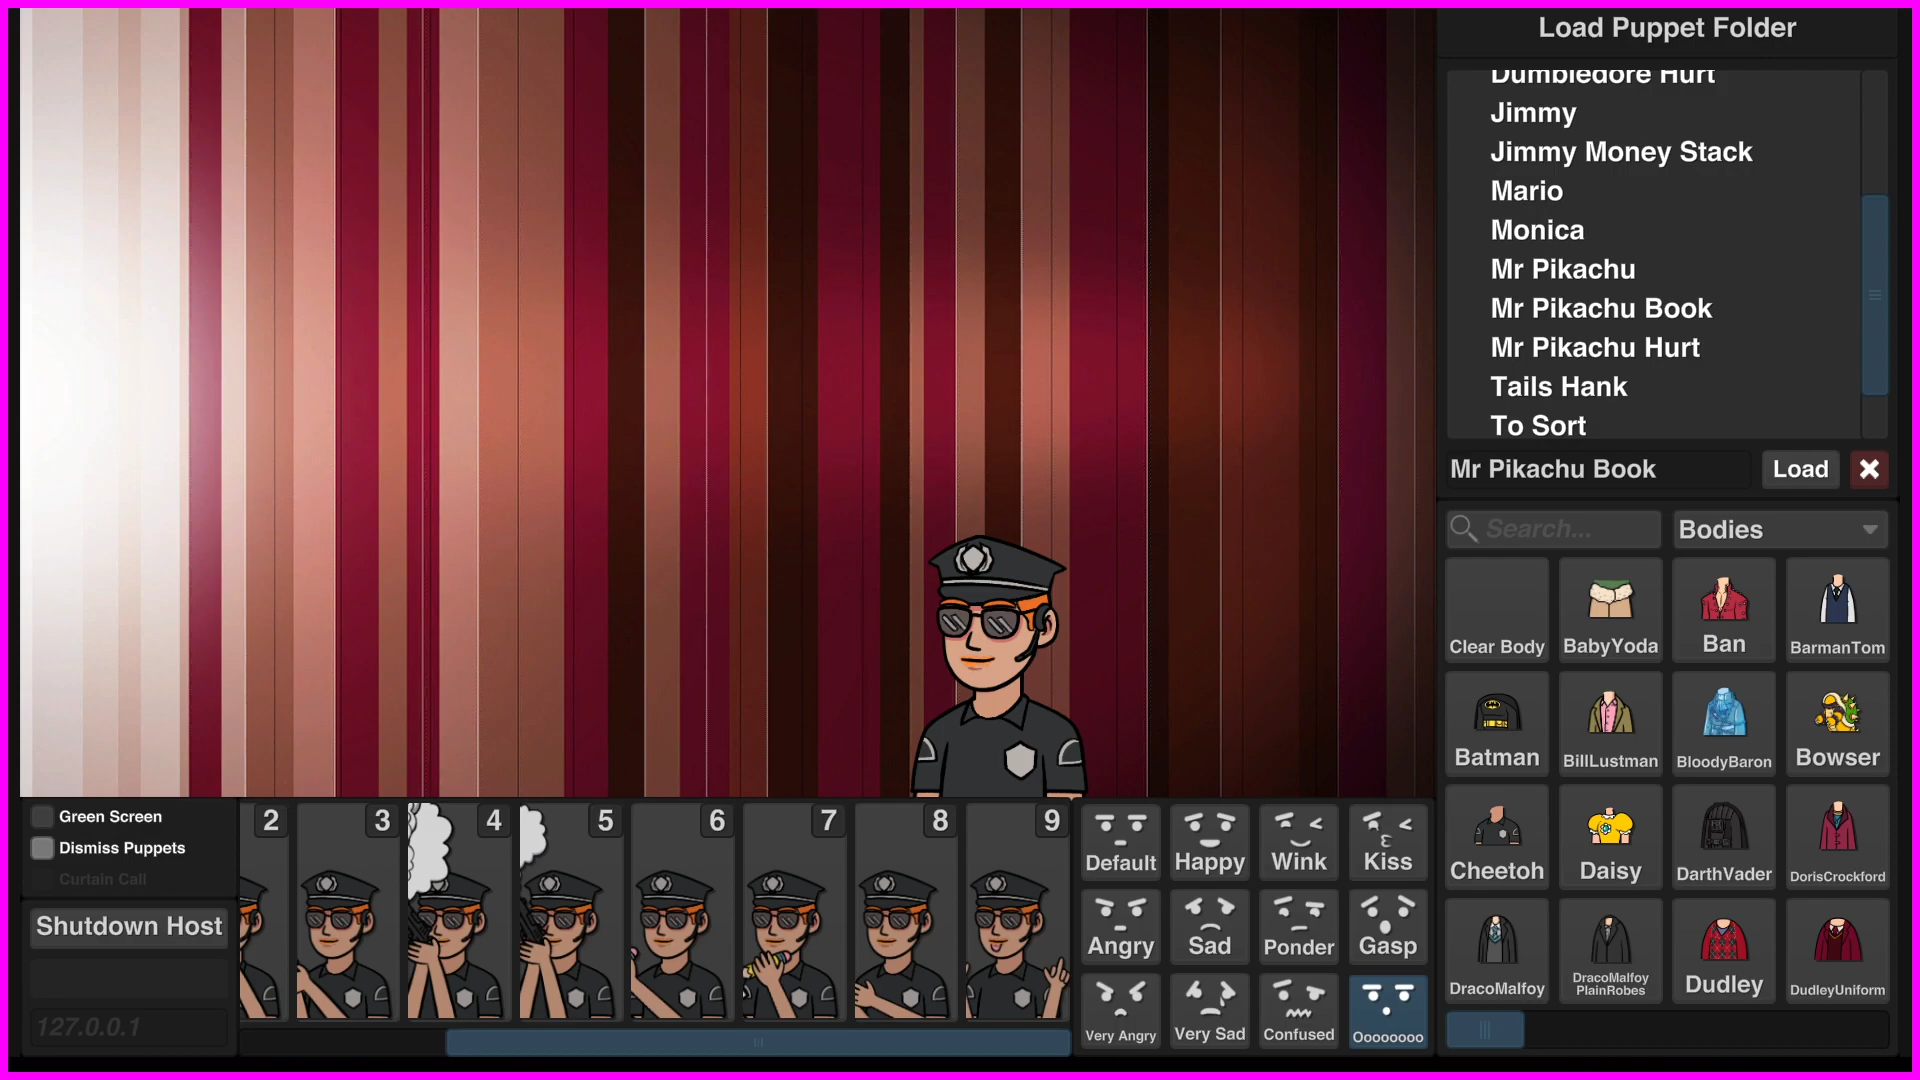 Load Puppet Folder
Dumbledore Hurt
Jimmy
Jimmy Money Stack
Mario
Monica
Mr Pikachu
Mr Pikachu Book
Mr Pikachu Hurt
Tails Hank
To Sort
Mr Pikachu Book Load
Search... Bodies
Clear Body BabyYoda Ban BarmanTom
Batman BillLustman BloodyBaron Bowser
Cheetoh Daisy DarthVader DorisCrockford
DracoMalfoy DracoMalfoy PlainRobes Dudley DudleyUniform
Green Screen
Dismiss Puppets
Curtain Call
Shutdown Host
127.0.0.1
2 3 4 5 6 7 8 9
Default Happy Wink Kiss
Angry Sad Ponder Gasp
Very Angry Very Sad Confused Oooooooo